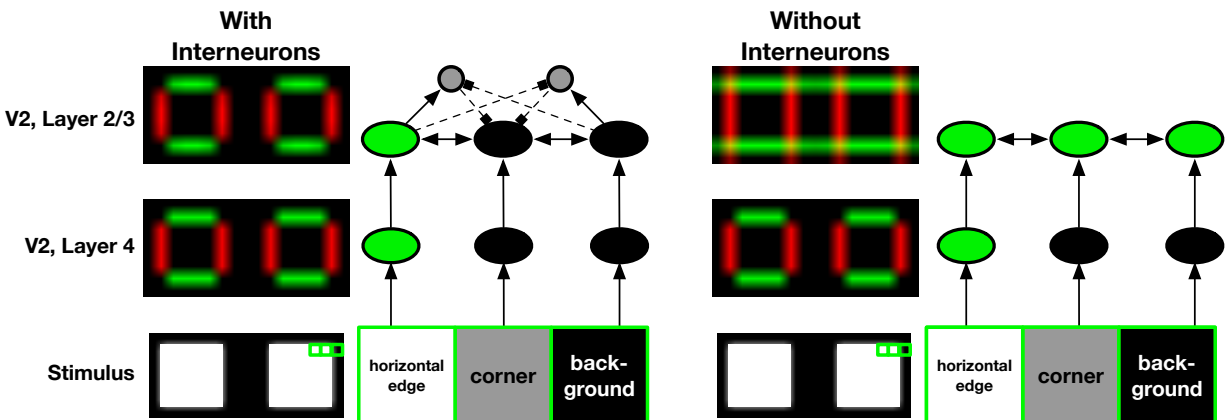 With
Interneurons
Without
Interneurons
V2, Layer 2/3
V2, Layer 4
Stimulus
horizontal
edge
corner
back-
ground
horizontal
edge
corner
back-
ground